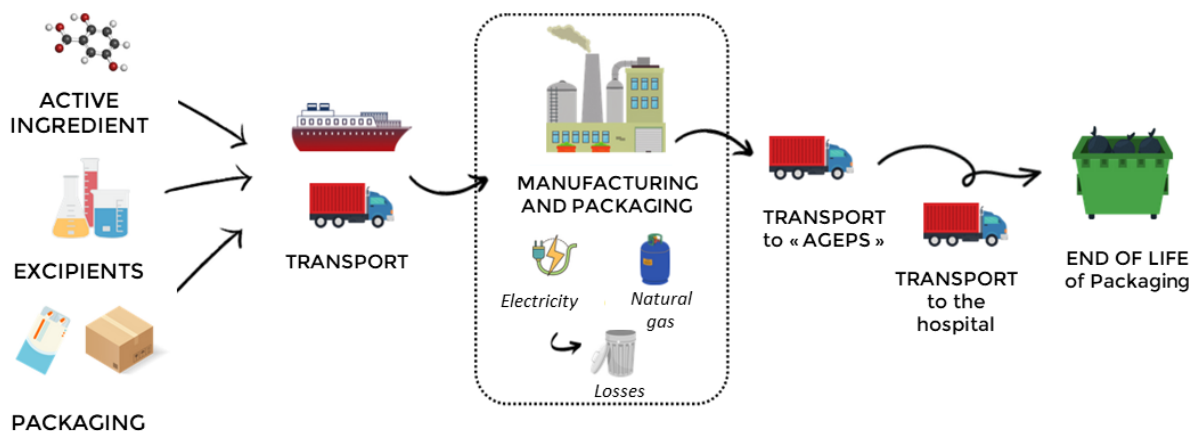 ACTIVE
INGREDIENT
EXCIPIENTS
PACKAGING
TRANSPORT
MANUFACTURING
AND PACKAGING
Electricity
Natural
gas
Losses
TRANSPORT
to « AGEPS »
TRANSPORT
to the
hospital
END OF LIFE
of Packaging